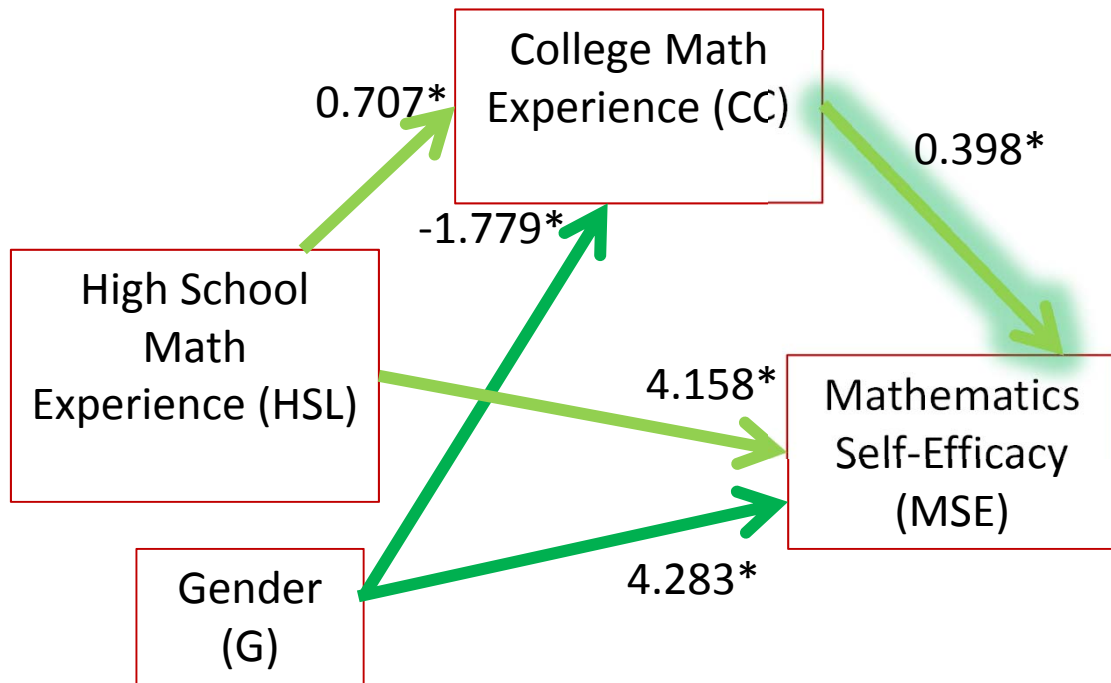 College Math
Experience (CC)
0.707*
0.398*
-1.779*
High School
Math
Experience (HSL)
4.158*
Mathematics
Self-Efficacy
(MSE)
4.283*
Gender
(G)